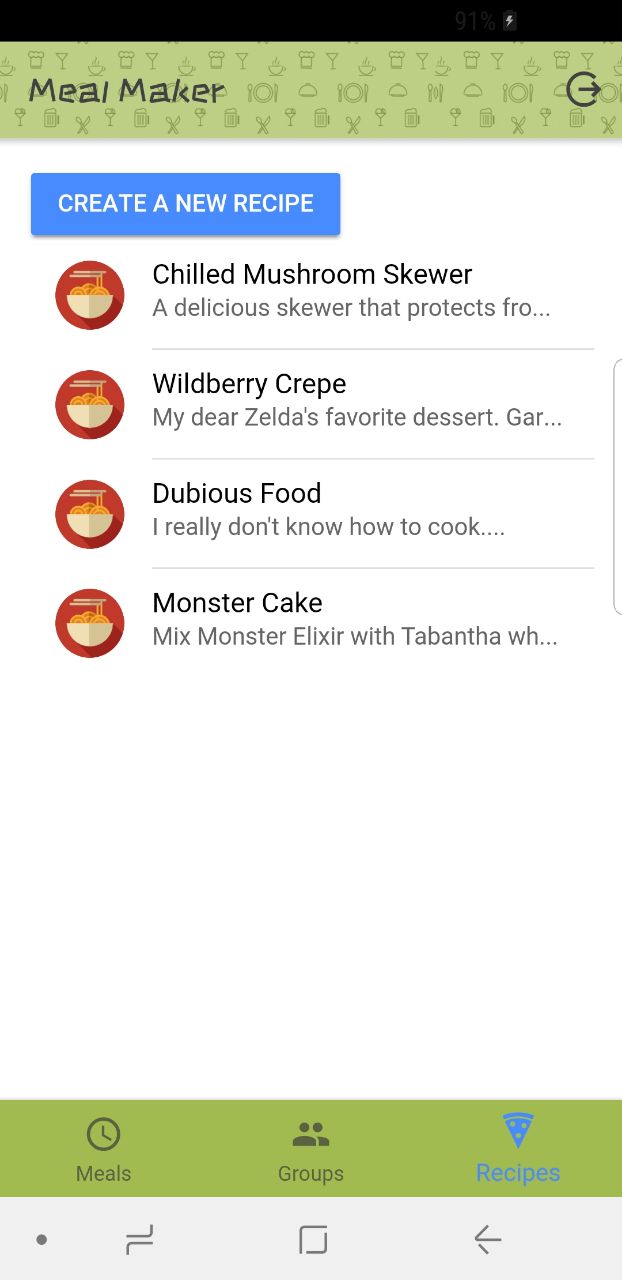 91%
Meal Maker
CREATE A NEW RECIPE
Chilled Mushroom Skewer
A delicious skewer that protects fro...
Wildberry Crepe
My dear Zelda's favorite dessert. Gar...
Dubious Food
I really don't know how to cook....
Monster Cake
Mix Monster Elixir with Tabantha wh...
Meals Groups Recipes